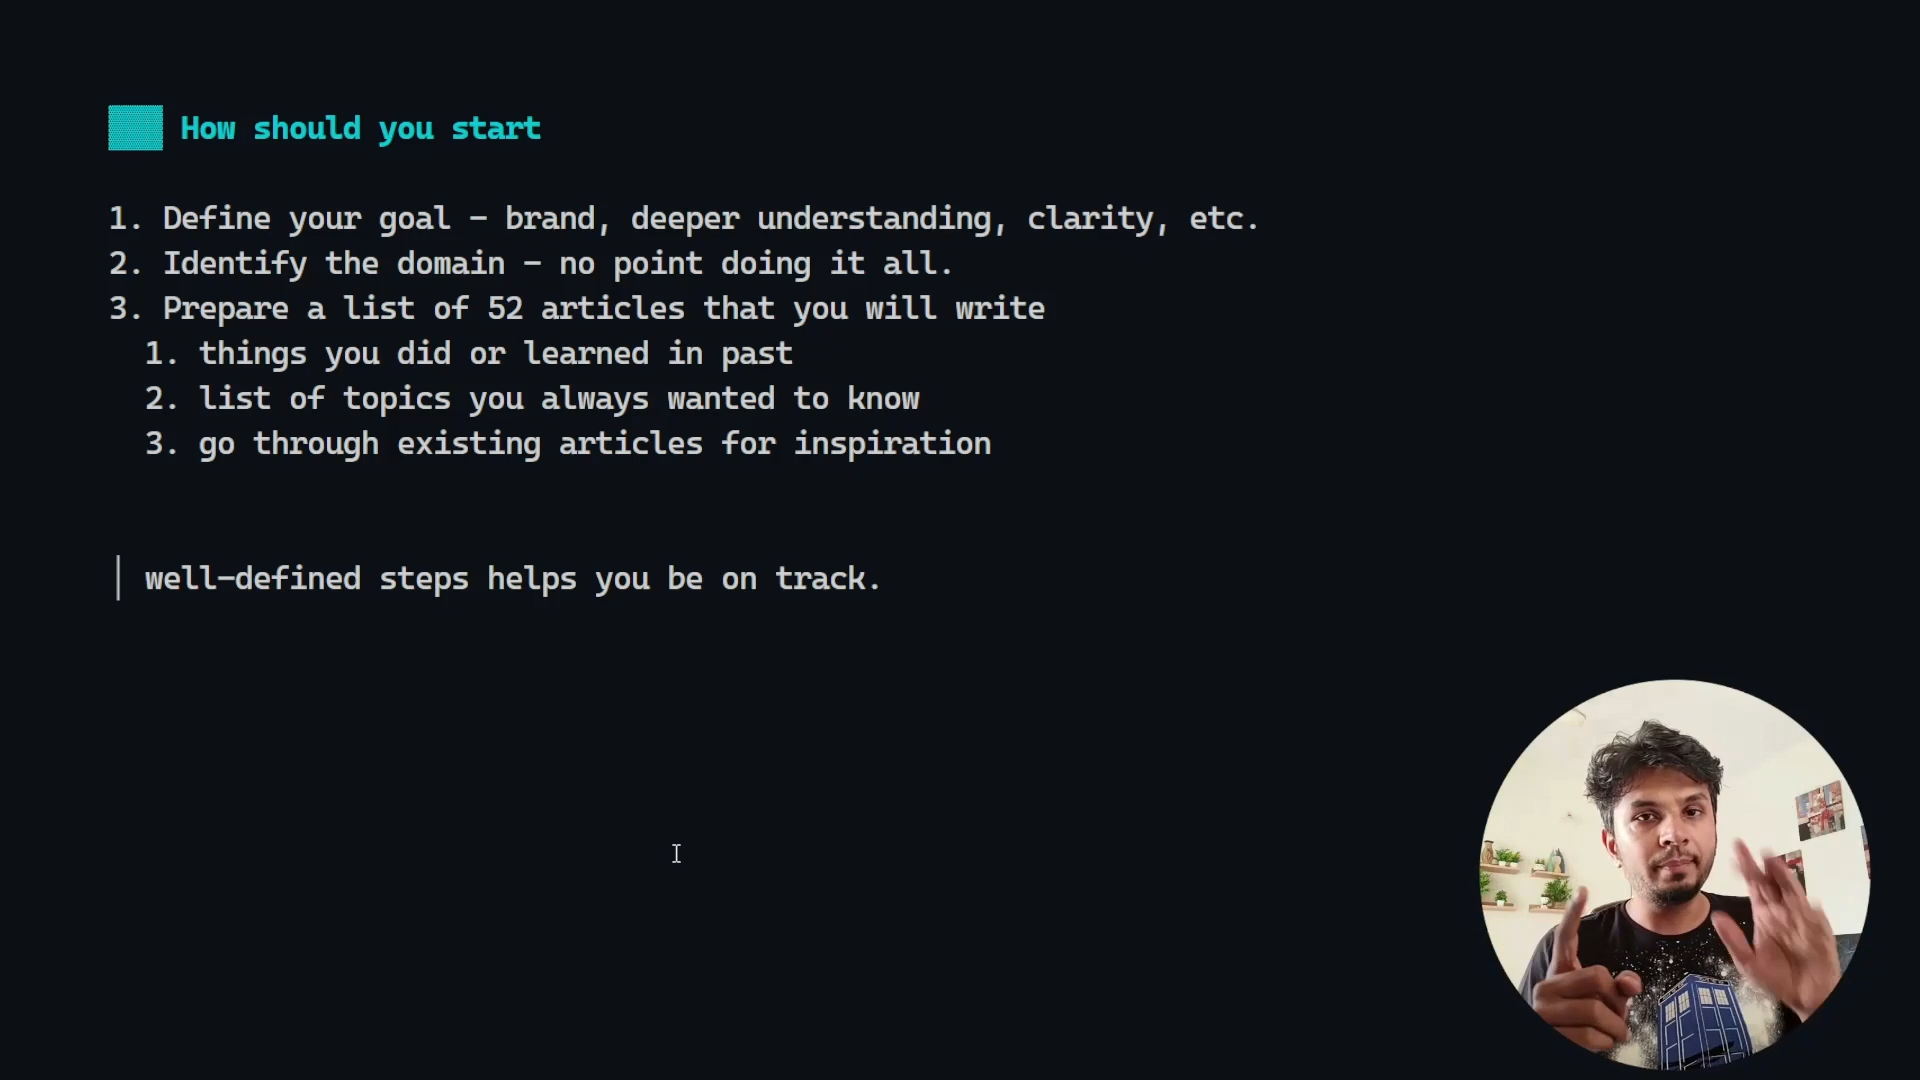 How should you start
1. Define your goal – brand, deeper understanding, clarity, etc.
2. Identify the domain – no point doing it all.
3. Prepare a list of 52 articles that you will write
1. things you did or learned in past
2. list of topics you always wanted to know
3. go through existing articles for inspiration
well-defined steps helps you be on track.